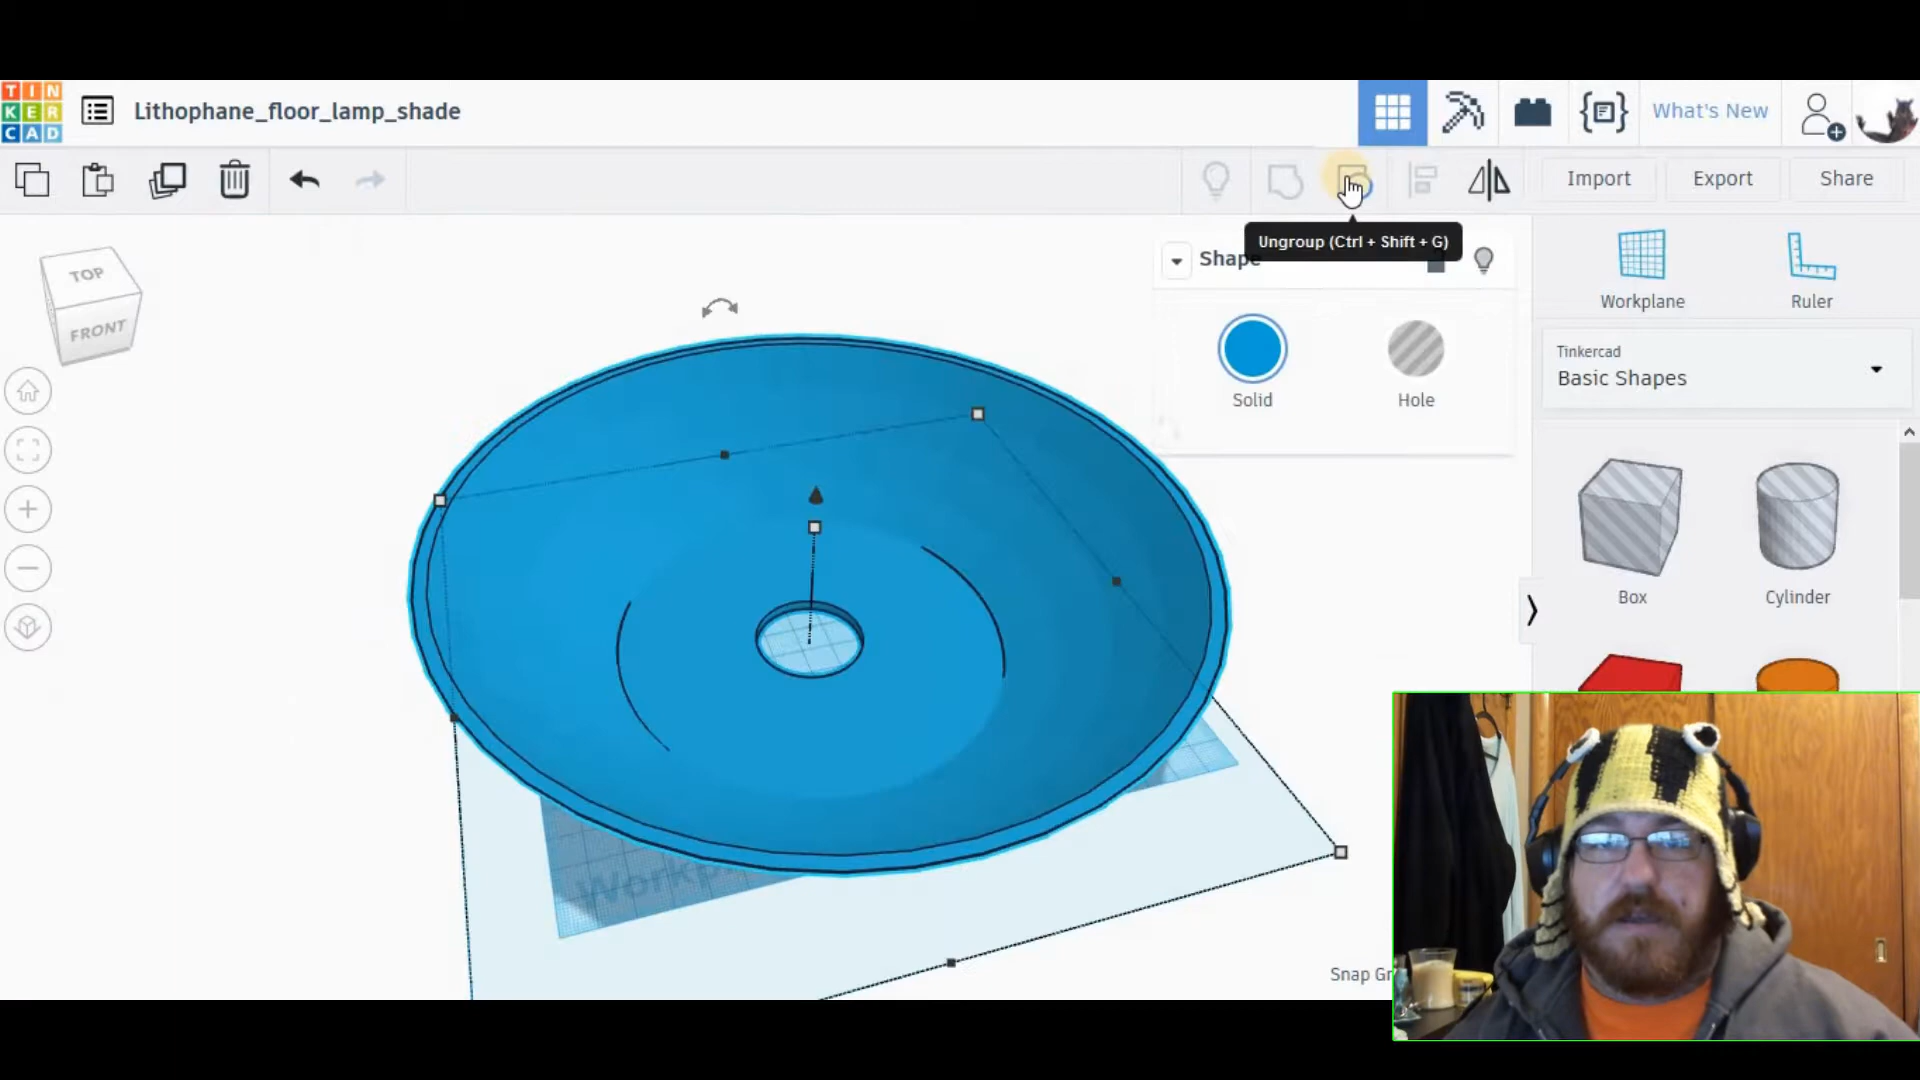 TIN
KER
CAD
Lithophane_floor_lamp_shade
What's New
Import
Export
Share
Ungroup (Ctrl + Shift + G)
Shape
TOP
FRONT
Solid
Hole
Workplane
Ruler
Tinkercad
Basic Shapes
Box
Cylinder
Workpl
Snap Gr